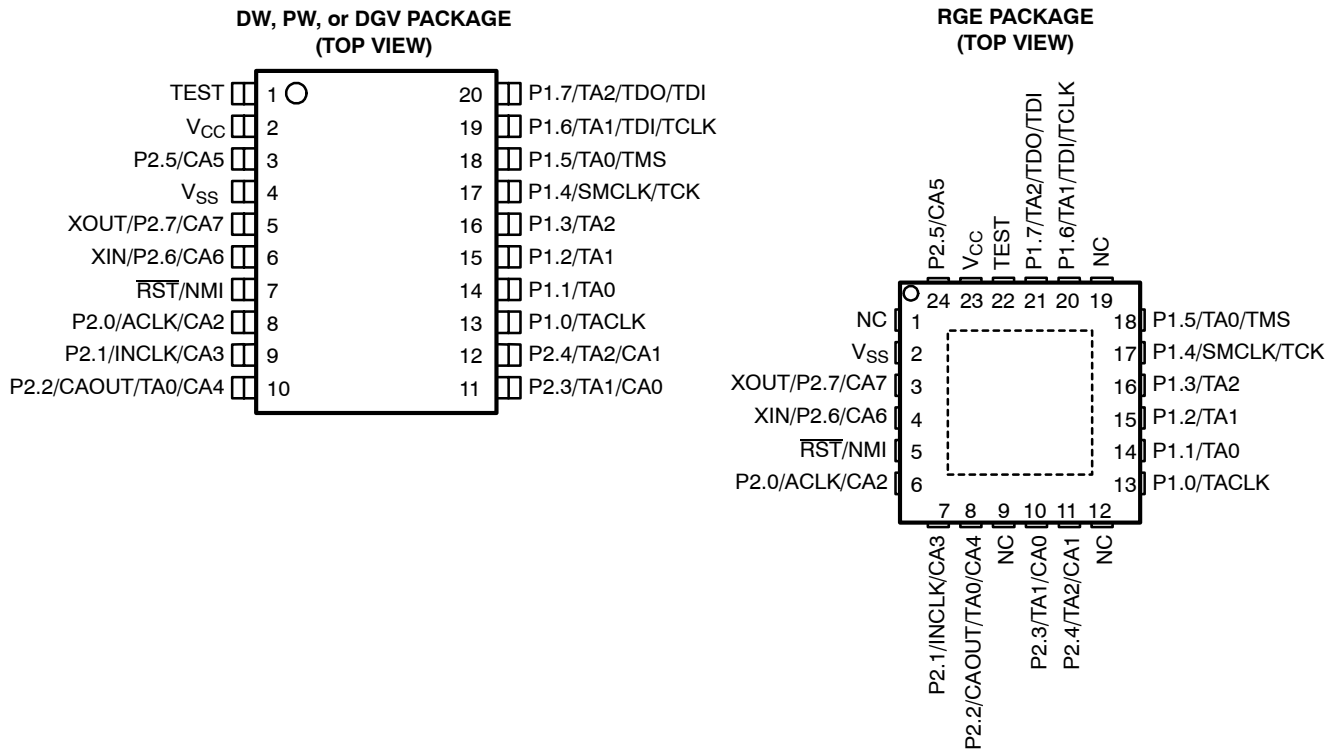 DW, PW, or DGV PACKAGE
(TOP VIEW)
TEST 1 20 P1.7/TA2/TDO/TDI
VCC 2 19 P1.6/TA1/TDI/TCLK
P2.5/CA5 3 18 P1.5/TA0/TMS
VSS 4 17 P1.4/SMCLK/TCK
XOUT/P2.7/CA7 5 16 P1.3/TA2
XIN/P2.6/CA6 6 15 P1.2/TA1
R̅S̅T̅/NMI 7 14 P1.1/TA0
P2.0/ACLK/CA2 8 13 P1.0/TACLK
P2.1/INCLK/CA3 9 12 P2.4/TA2/CA1
P2.2/CAOUT/TA0/CA4 10 11 P2.3/TA1/CA0
RGE PACKAGE
(TOP VIEW)
P2.5/CA5
VCC
TEST
P1.7/TA2/TDO/TDI
P1.6/TA1/TDI/TCLK
NC
24 23 22 21 20 19
NC 1 18 P1.5/TA0/TMS
VSS 2 17 P1.4/SMCLK/TCK
XOUT/P2.7/CA7 3 16 P1.3/TA2
XIN/P2.6/CA6 4 15 P1.2/TA1
R̅S̅T̅/NMI 5 14 P1.1/TA0
P2.0/ACLK/CA2 6 13 P1.0/TACLK
7 8 9 10 11 12
P2.1/INCLK/CA3
P2.2/CAOUT/TA0/CA4
NC
P2.3/TA1/CA0
P2.4/TA2/CA1
NC